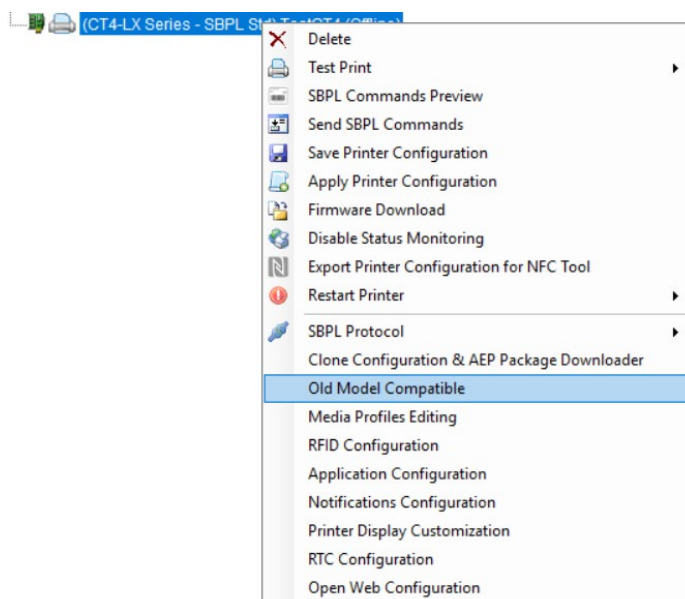 (CT4-LX Series - SBPL Std) TestCT4 (Offline)
Delete
Test Print
SBPL Commands Preview
Send SBPL Commands
Save Printer Configuration
Apply Printer Configuration
Firmware Download
Disable Status Monitoring
Export Printer Configuration for NFC Tool
Restart Printer
SBPL Protocol
Clone Configuration & AEP Package Downloader
Old Model Compatible
Media Profiles Editing
RFID Configuration
Application Configuration
Notifications Configuration
Printer Display Customization
RTC Configuration
Open Web Configuration